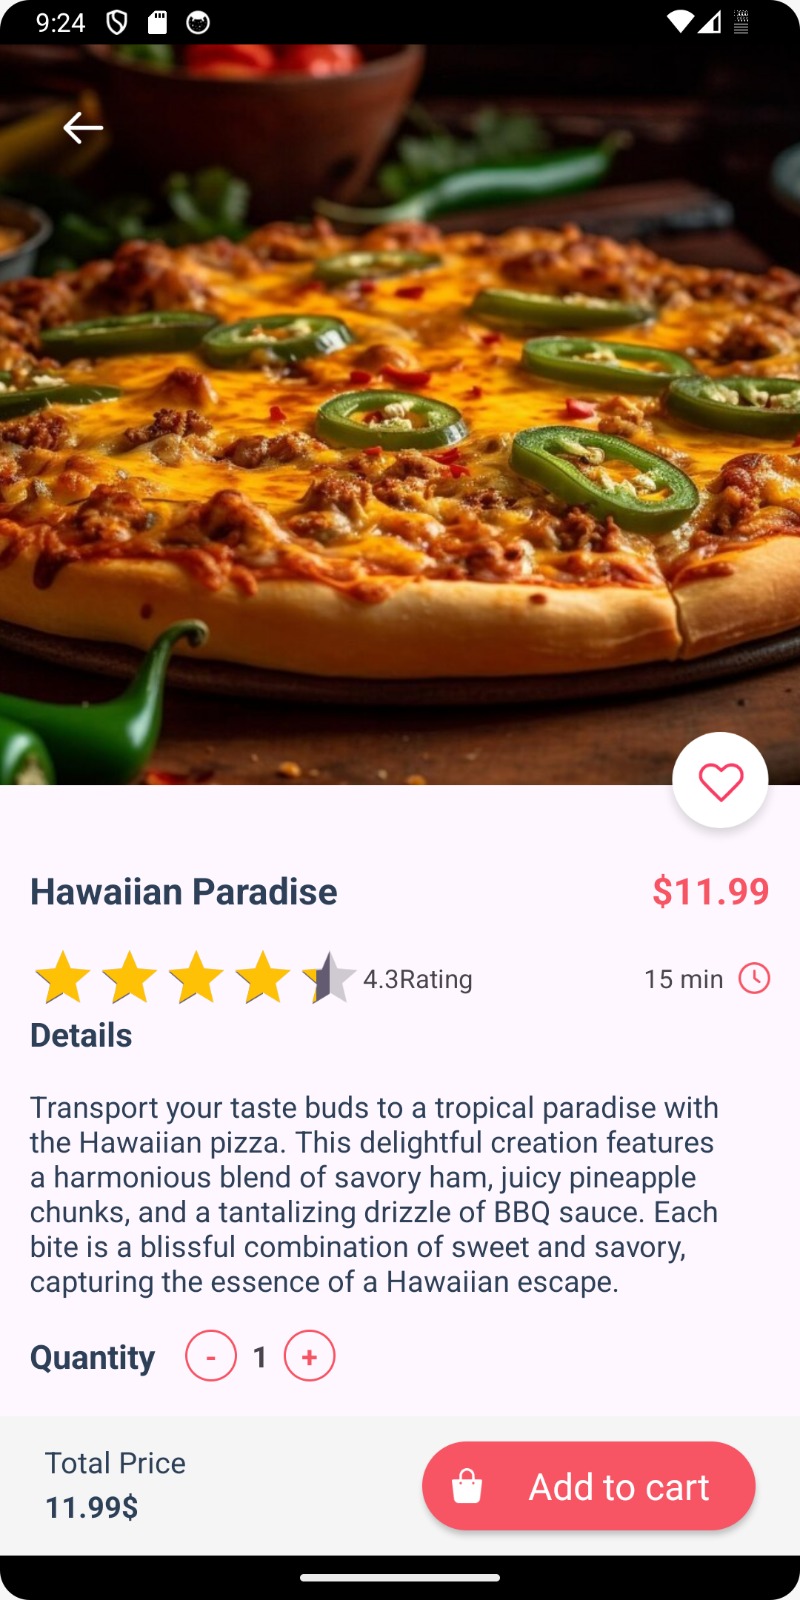 9:24
Hawaiian Paradise
$11.99
4.3Rating
15 min
Details
Transport your taste buds to a tropical paradise with
the Hawaiian pizza. This delightful creation features
a harmonious blend of savory ham, juicy pineapple
chunks, and a tantalizing drizzle of BBQ sauce. Each
bite is a blissful combination of sweet and savory,
capturing the essence of a Hawaiian escape.
Quantity - 1 +
Total Price
11.99$
Add to cart